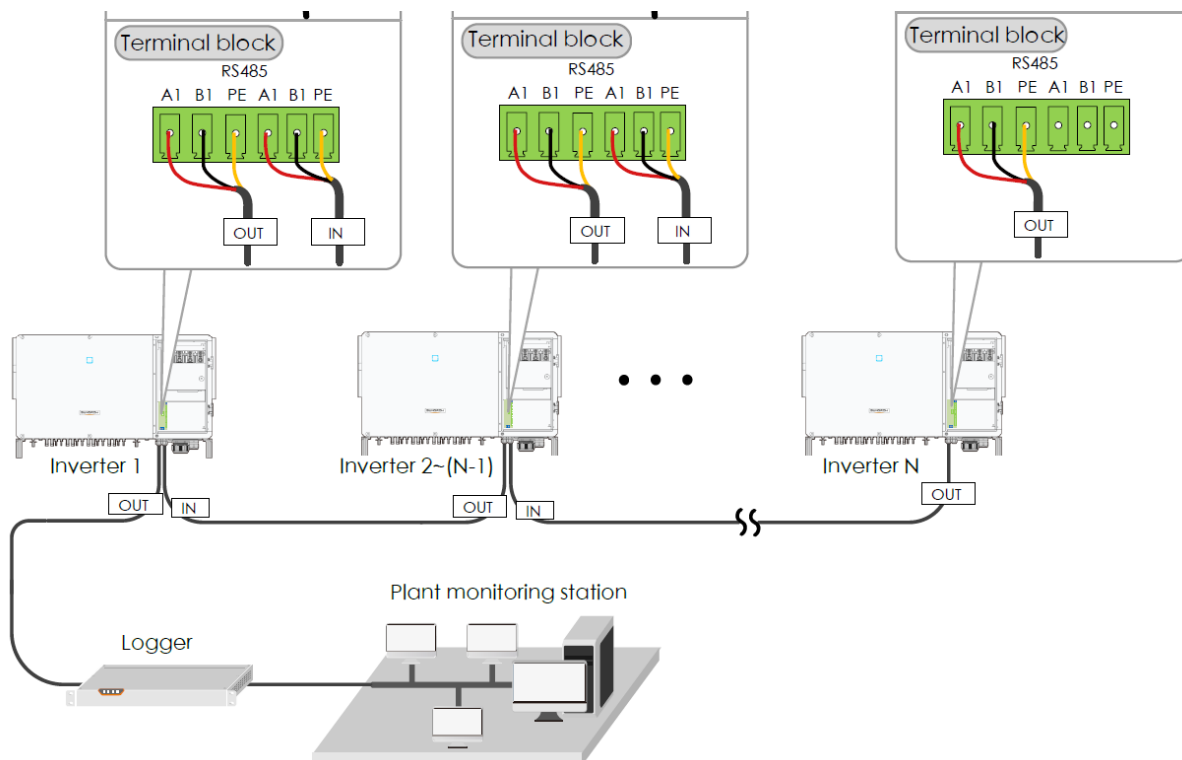 Terminal block
RS485
A1 B1 PE A1 B1 PE
OUT
IN
Terminal block
RS485
A1 B1 PE A1 B1 PE
OUT
IN
Terminal block
RS485
A1 B1 PE A1 B1 PE
OUT
Inverter 1
Inverter 2~(N-1)
Inverter N
OUT
IN
OUT
IN
OUT
Plant monitoring station
Logger